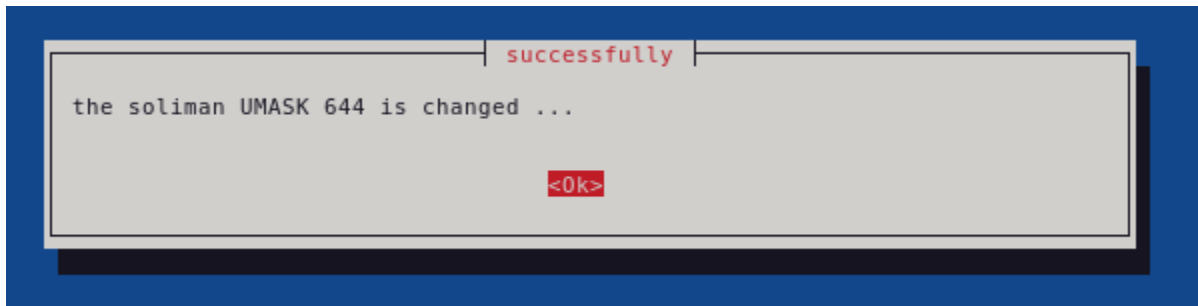 successfully
the soliman UMASK 644 is changed ...
<Ok>